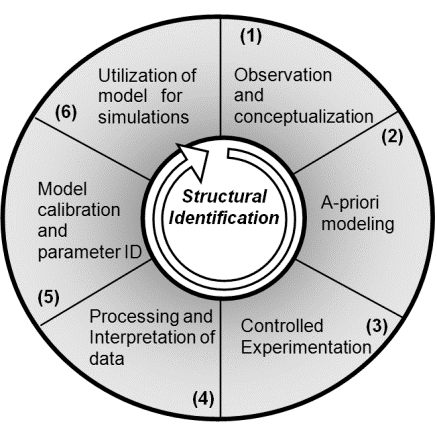 (1)
Observation
and
conceptualization
(2)
A-priori
modeling
(3)
Controlled
Experimentation
(4)
Processing and
Interpretation of
data
(5)
Model
calibration
and
parameter ID
(6)
Utilization of
model for
simulations
Structural
Identification